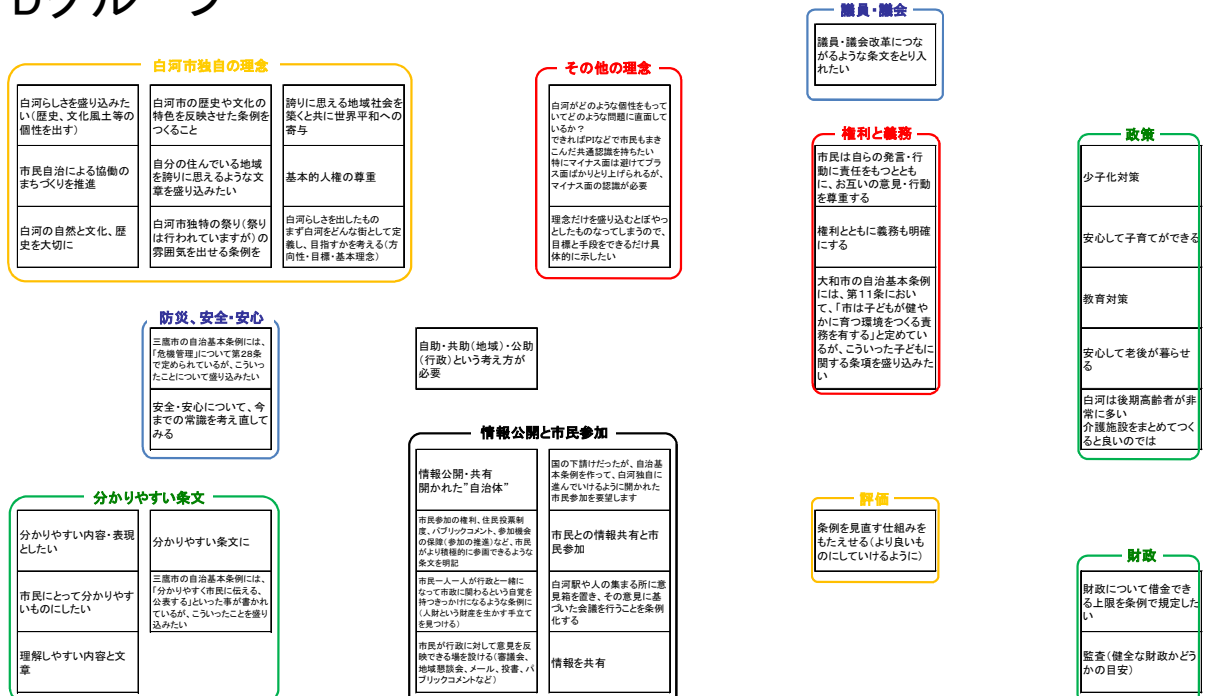 Dグループ
白河市独自の理念
白河らしさを盛り込みた
い(歴史、文化風土等の
個性を出す)
白河市の歴史や文化の
特色を反映させた条例を
つくること
誇りに思える地域社会を
築くと共に世界平和への
寄与
市民自治による協働の
まちづくりを推進
自分の住んでいる地域
を誇りに思えるような文
章を盛り込みたい
基本的人権の尊重
白河の自然と文化、歴
史を大切に
白河市独特の祭り(祭り
は行われていますが)の
雰囲気を出せる条例を
白河らしさを出したもの
まず白河をどんな街として定
義し、目指すかを考える(方
向性・目標・基本理念)
その他の理念
白河がどのような個性をもって
いてどのような問題に直面して
いるか?
できればPIなどで市民もまき
こんだ共通認識を持ちたい
特にマイナス面は避けてプラ
ス面ばかりとり上げられるが、
マイナス面の認識が必要
理念だけを盛り込むとぼやっ
としたものなってしまうので、
目標と手段をできるだけ具
体的に示したい
議員・議会
議員・議会改革につな
がるような条文をとり入
れたい
権利と義務
市民は自らの発言・行
動に責任をもつととも
に、お互いの意見・行動
を尊重する
権利とともに義務も明確
にする
大和市の自治基本条例
には、第11条におい
て、「市は子どもが健や
かに育つ環境をつくる責
務を有する」と定めてい
るが、こういった子どもに
関する条項を盛り込みた
い
政策
少子化対策
安心して子育てができる
教育対策
安心して老後が暮らせ
る
白河は後期高齢者が非
常に多い
介護施設をまとめてつく
ると良いのでは
防災、安全・安心
三鷹市の自治基本条例には、
「危機管理」について第28条
で定められているが、こういっ
たことについて盛り込みたい
安全・安心について、今
までの常識を考え直して
みる
自助・共助(地域)・公助
(行政)という考え方が
必要
情報公開と市民参加
情報公開・共有
開かれた”自治体”
国の下請けだったが、自治基
本条例を作って、白河独自に
進んでいけるように開かれた
市民参加を要望します
市民参加の権利、住民投票制
度、パブリックコメント、参加機会
の保障(参加の推進)など、市民
がより積極的に参画できるような
条文を明記
市民との情報共有と市
民参加
市民一人一人が行政と一緒に
なって市政に関わるという自覚を
持つきっかけになるような条例に
(人財という財産を生かす手立て
を見つける)
白河駅や人の集まる所に意
見箱を置き、その意見に基
づいた会議を行うことを条例
化する
市民が行政に対して意見を反
映できる場を設ける(審議会、
地域懇談会、メール、投書、パ
ブリックコメントなど)
情報を共有
分かりやすい条文
分かりやすい内容・表現
としたい
分かりやすい条文に
市民にとって分かりやす
いものにしたい
三鷹市の自治基本条例には、
「分かりやすく市民に伝える、
公表する」といった事が書かれ
ているが、こういったことを盛り
込みたい
理解しやすい内容と文
章
評価
条例を見直す仕組みを
もたえせる(より良いも
のにしていけるように)
財政
財政について借金でき
る上限を条例で規定した
い
監査(健全な財政かどう
かの目安)